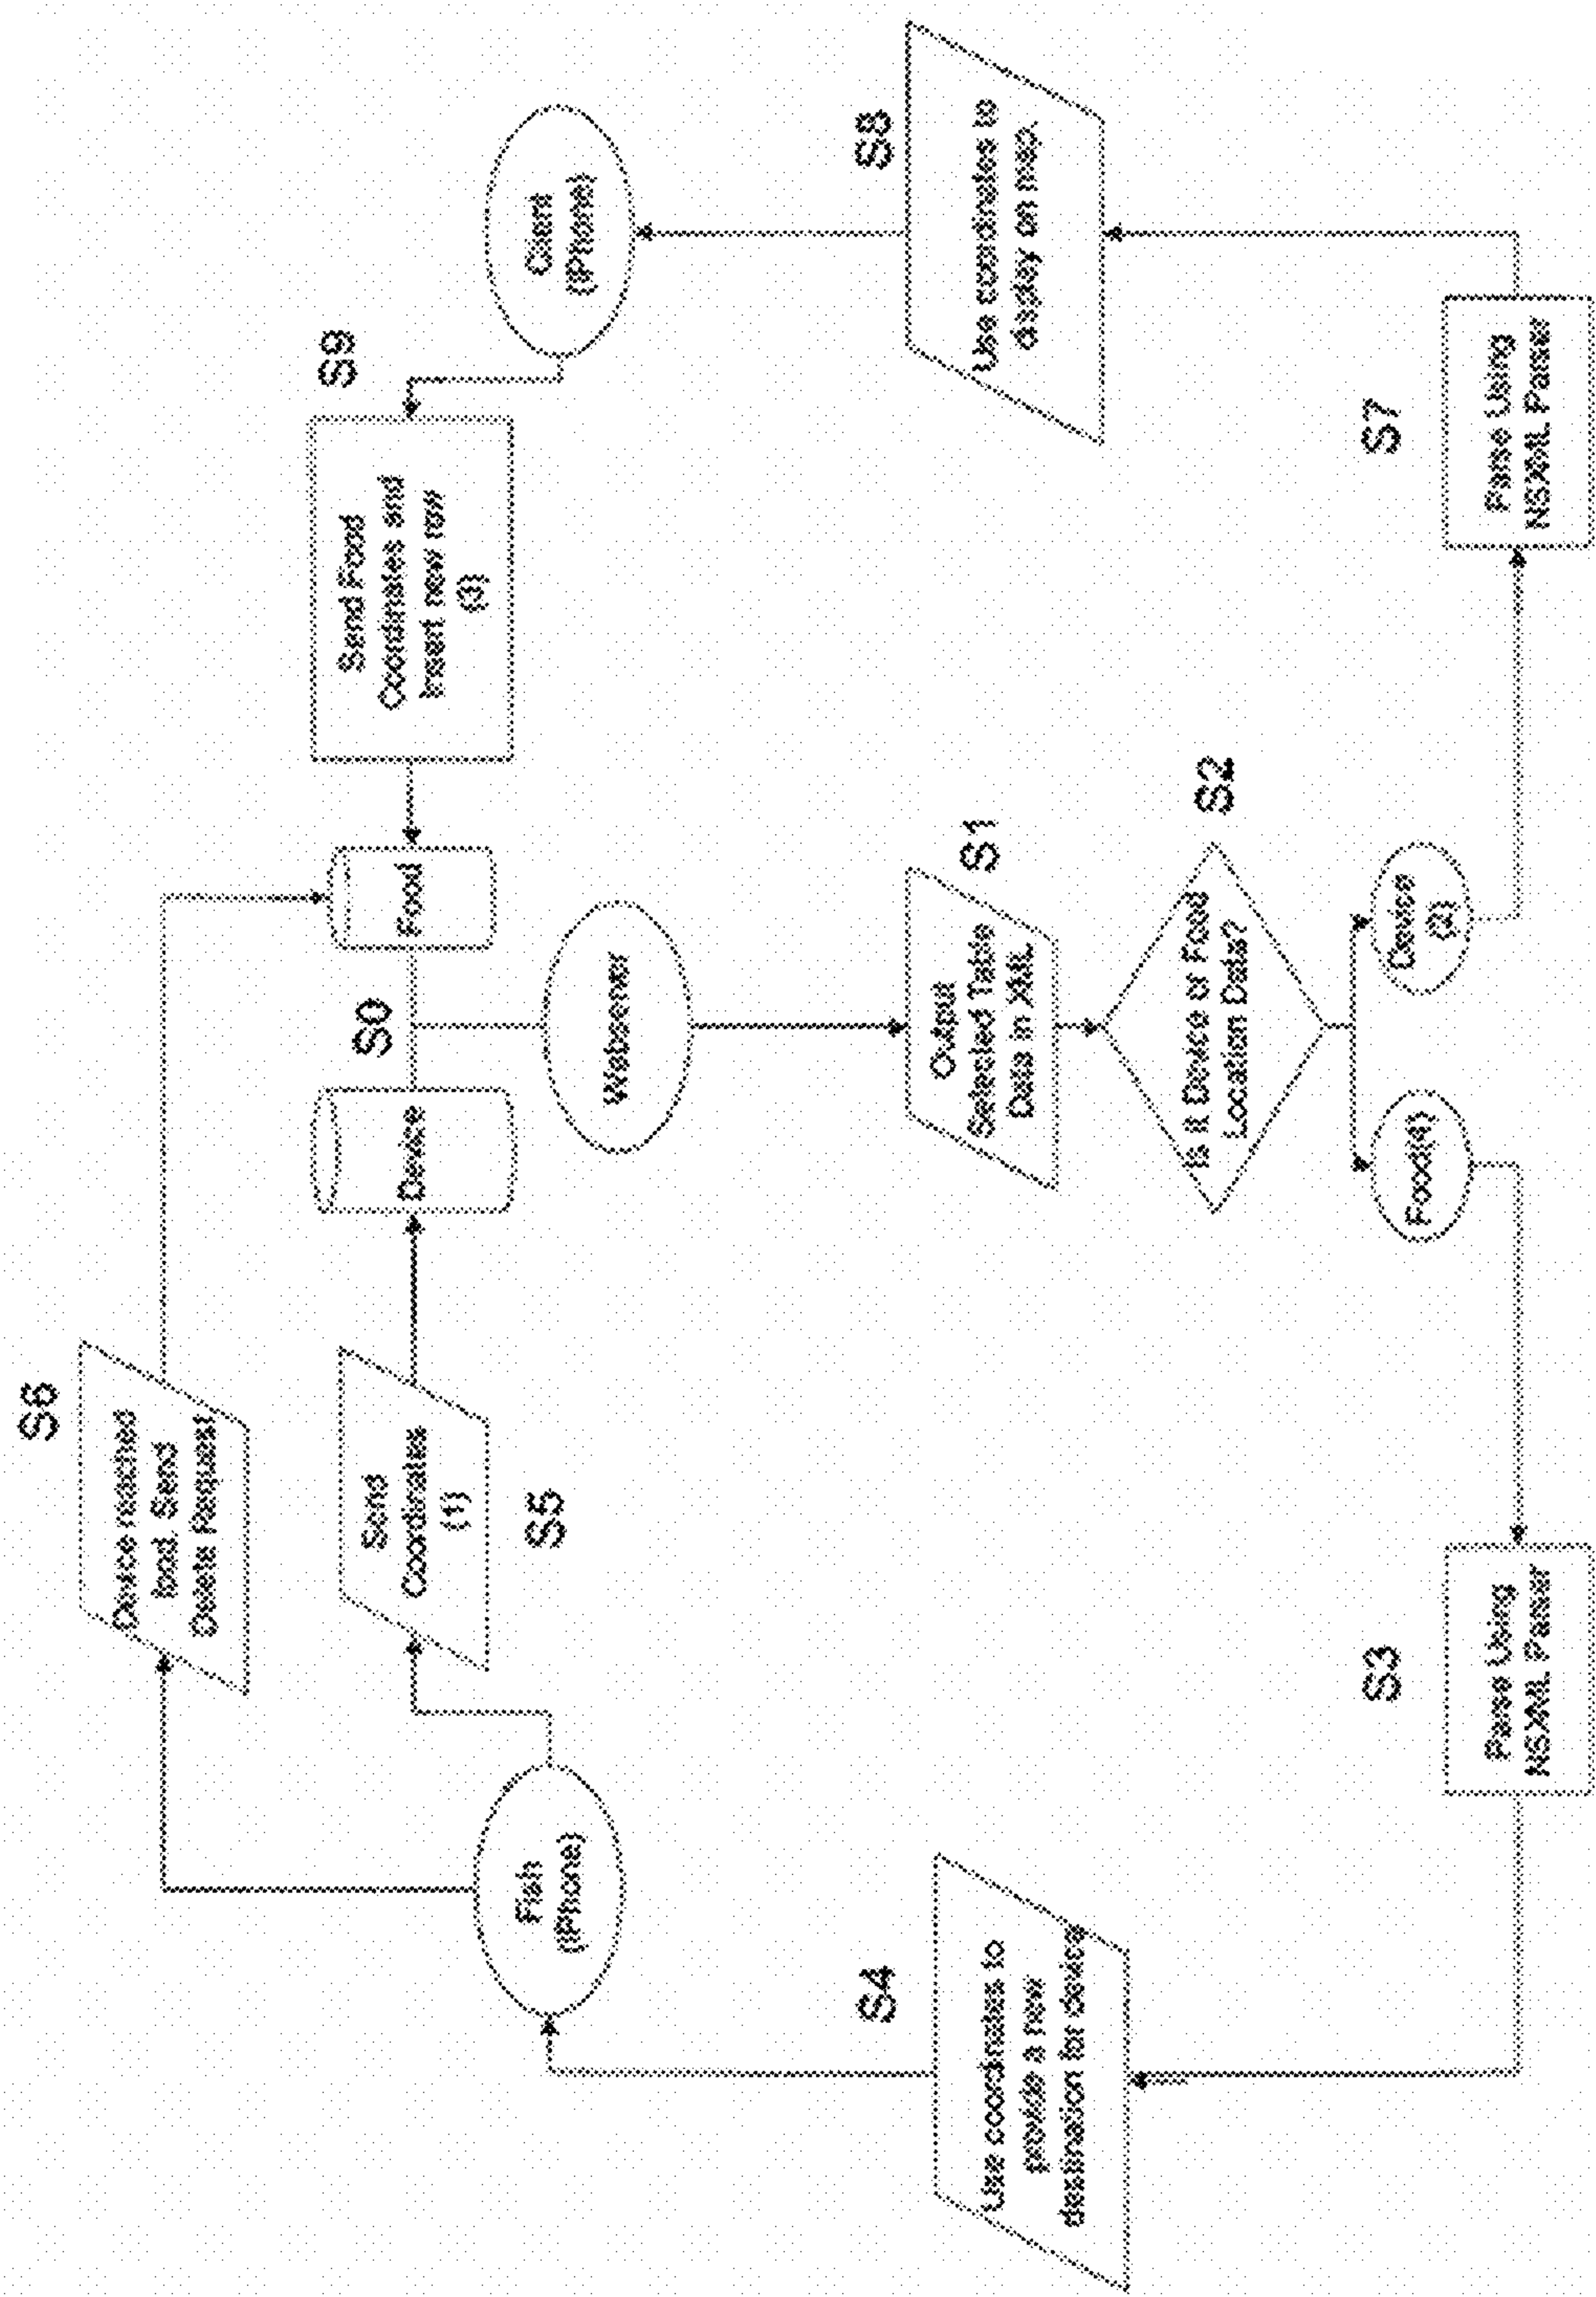 S6
Device reached
food. Send
Delete Request
S0
S9
Send
Coordinates
(1)
S5
Device
Food
Send Food
Coordinates and
Insert new row
(3)
Fish
(iPhone)
Webserver
Client
(iPhone)
S4
Use coordinates to
provide a new
destination for device
Output
Selected Table
Data in XML
S1
S8
Use coordinates to
display on map.
Is it Device or Food
Location Data?
S2
S3
Parse Using
NSXML Parser
Food(4)
Device
(2)
S7
Parse Using
NSXML Parser